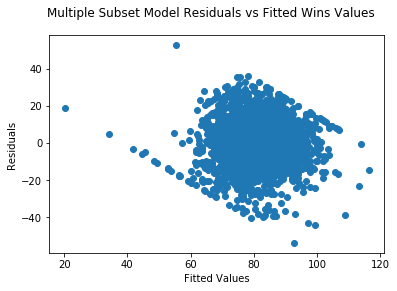 Multiple Subset Model Residuals vs Fitted Wins Values
40
20
0
−20
−40
Residuals
20 40 60 80 100 120
Fitted Values